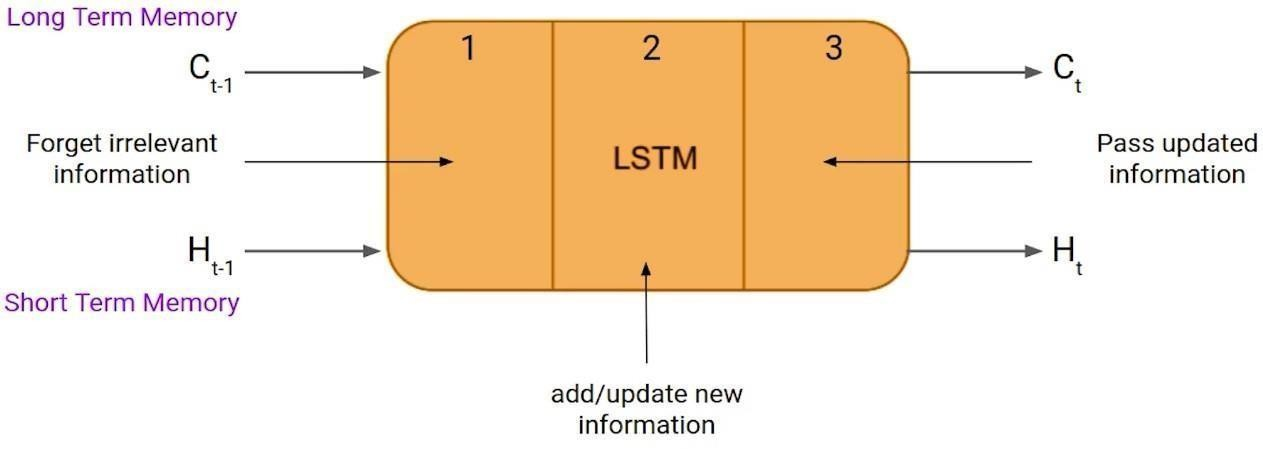 Long Term Memory
1 2 3
C t-1
C t
Forget irrelevant
information
LSTM
Pass updated
information
H t-1
H t
Short Term Memory
add/update new
information